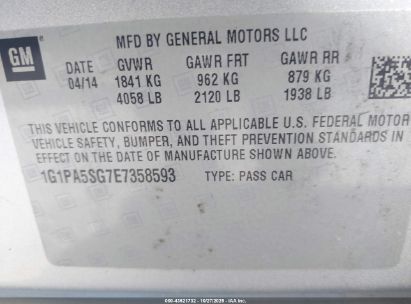 MFD BY GENERAL MOTORS LLC
GM
DATE GVWR GAWR FRT GAWR RR
04/14 1841 KG 962 KG 879 KG
4058 LB 2120 LB 1938 LB
THIS VEHICLE CONFORMS TO ALL APPLICABLE U.S. FEDERAL MOTOR
VEHICLE SAFETY, BUMPER, AND THEFT PREVENTION STANDARDS IN
EFFECT ON THE DATE OF MANUFACTURE SHOWN ABOVE.
1G1PA5SG7E7358593 TYPE: PASS CAR